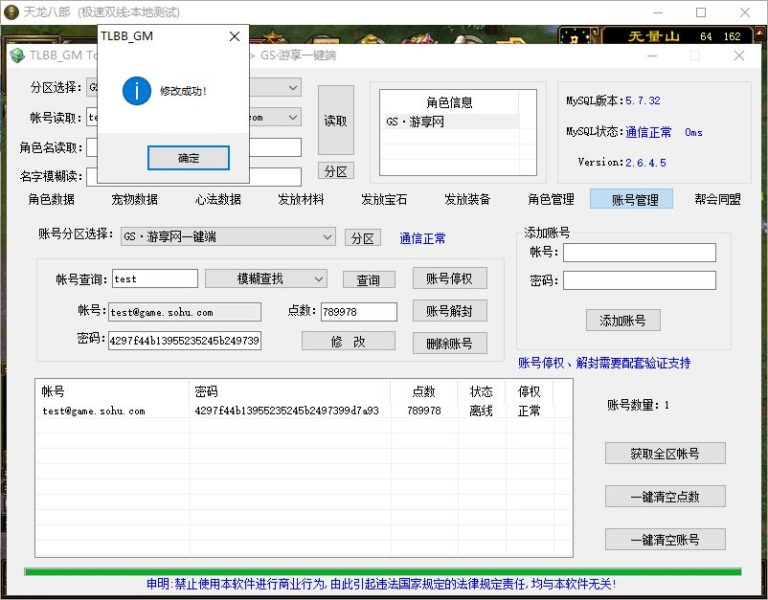 天龙八部 (极速双线:本地测试)
天量山 64 162
TLBB_GM
TLBB_GM
> GS·游享一键端
修改成功!
确定
分区选择:
帐号读取:
角色名读取:
名字模糊读:
读取
分区
角色信息
GS·游享网
MySQL版本:5.7.32
MySQL状态:通信正常 0ms
Version:2.6.4.5
角色数据 宠物数据 心法数据 发放材料 发放宝石 发放装备 角色管理 账号管理 帮会同盟
账号分区选择: GS·游享网一键端 分区 通信正常
帐号查询: test 模糊查找 查询 账号停权
帐号: test@game.sohu.com 点数: 789978 账号解封
密码: 4297f44b13955235245b249739 修 改 删除账号
添加账号
帐号:
密码:
添加账号
账号停权、解封需要配套验证支持
帐号 密码 点数 状态 停权
test@game.sohu.com 4297f44b13955235245b2497399d7a93 789978 离线 正常
账号数量: 1
获取全区帐号
一键清空点数
一键清空账号
申明:禁止使用本软件进行商业行为,由此引起违法国家规定的法律规定责任,均与本软件无关!